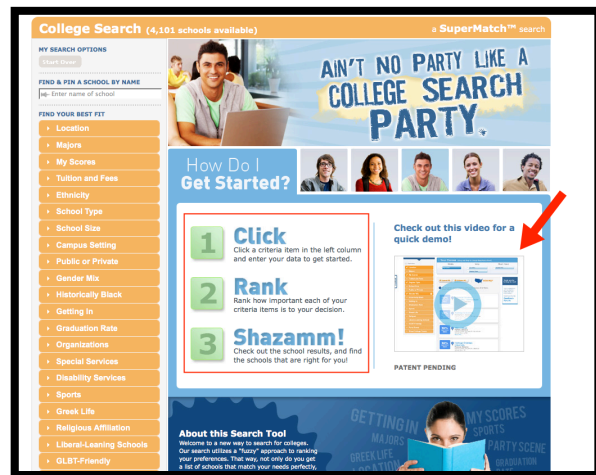 College Search (4,101 schools available)
a SuperMatch™ search
MY SEARCH OPTIONS
Start Over
FIND & PIN A SCHOOL BY NAME
Enter name of school
FIND YOUR BEST FIT
Location
Majors
My Scores
Tuition and Fees
Ethnicity
School Type
School Size
Campus Setting
Public or Private
Gender Mix
Historically Black
Getting In
Graduation Rate
Organizations
Special Services
Disability Services
Sports
Greek Life
Religious Affiliation
Liberal-Leaning Schools
GLBT-Friendly
AIN'T NO PARTY LIKE A
COLLEGE SEARCH
PARTY.
How Do I
Get Started?
1 Click
Click a criteria item in the left column
and enter your data to get started.
2 Rank
Rank how important each of your
criteria items is to your decision.
3 Shazamm!
Check out the school results, and find
the schools that are right for you!
Check out this video for a
quick demo!
PATENT PENDING
About this Search Tool
Welcome to a new way to search for colleges.
Our search utilizes a "fuzzy" approach to ranking
your preferences. That way, not only do you get
a list of schools that match your needs perfectly,
GETTING IN
MAJORS
GREEK LIFE
LOCATION
MY SCORES
SPORTS
PARTY SCENE
GRADUATION